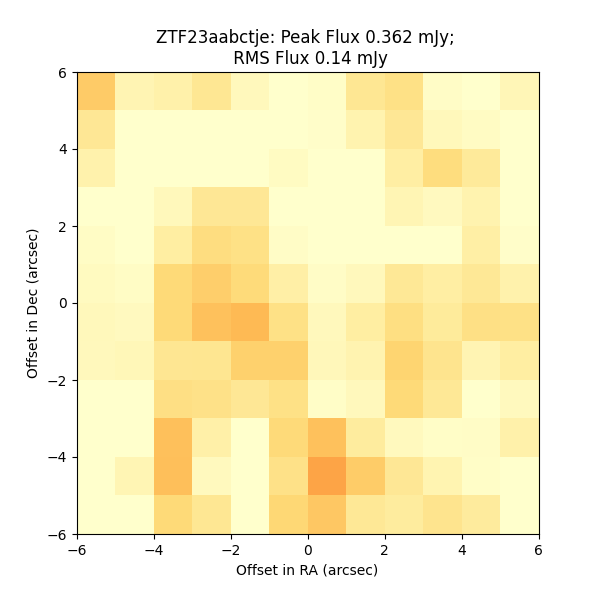 ZTF23aabctje: Peak Flux 0.362 mJy;
RMS Flux 0.14 mJy
6
4
2
0
−2
−4
−6
Offset in Dec (arcsec)
−6 −4 −2 0 2 4 6
Offset in RA (arcsec)